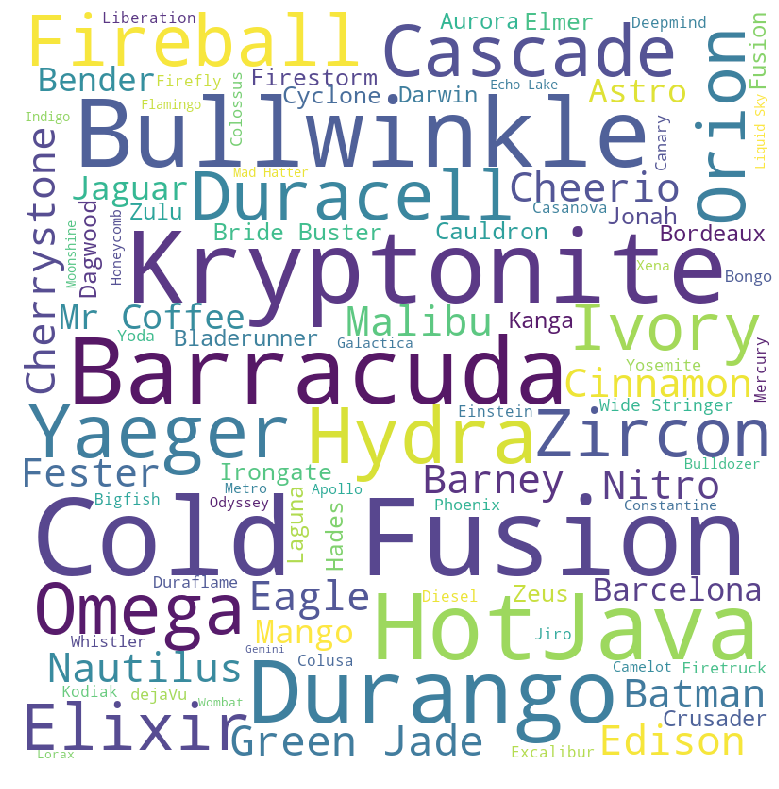 Liberation
Fireball
Cascade
Aurora
Elmer
Deepmind
Fusion
Bender
Firefly
Firestorm
Cyclone
Darwin
Echo Lake
Astro
Orion
Liquid Sky
Indigo
Flamingo
Colossus
Bullwinkle
Canary
Cherrystone
Jaguar
Mad Hatter
Duracell
Cheerio
Zulu
Casanova
Jonah
Moonshine
Dagwood
Honeycomb
Bride Buster
Cauldron
Bordeaux
Kryptonite
Xena
Bongo
Mr Coffee
Malibu
Kanga
Ivory
Yoda
Bladerunner
Galactica
Barracuda
Yosemite
Mercury
Cinnamon
Yaeger
Hydra
Einstein
Wide Stringer
Zircon
Fester
Irongate
Barney
Nitro
Bulldozer
Bigfish
Metro
Apollo
Odyssey
Laguna
Hades
Phoenix
Constantine
Cold Fusion
Duraflame
Omega
Eagle
Diesel
Zeus
Barcelona
HotJava
Whistler
Mango
Jiro
Nautilus
Genini
Colusa
Durango
Camelot
Firetruck
Kodiak
dejaVu
Wombat
Batman
Elixir
Green Jade
Crusader
Edison
Lorax
Excalibur